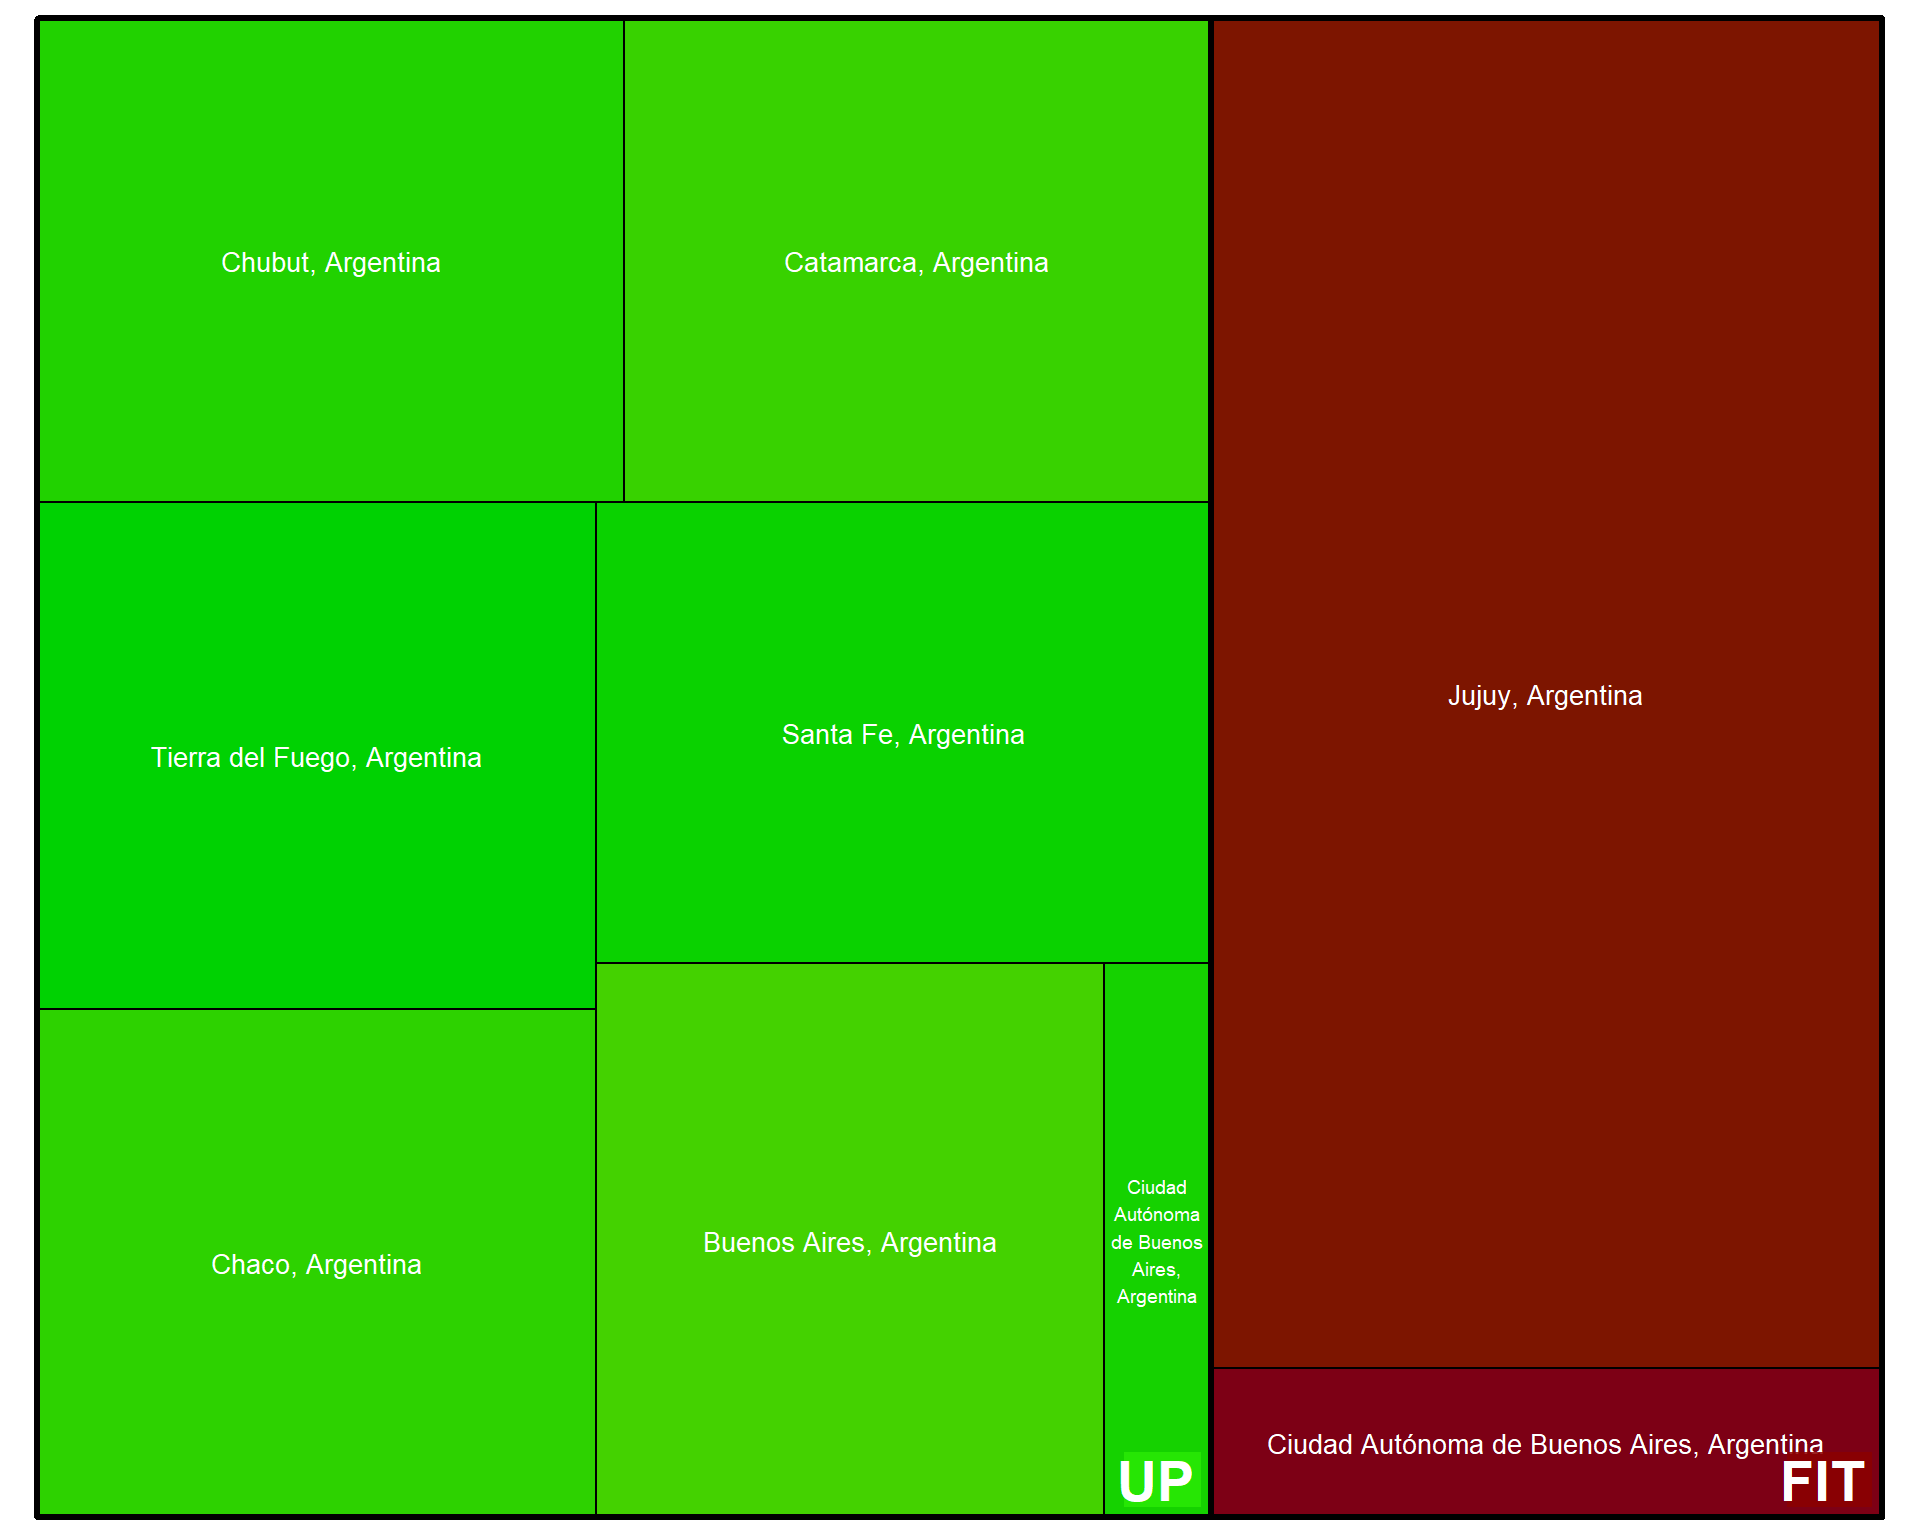 Chubut, Argentina
Catamarca, Argentina
Tierra del Fuego, Argentina
Santa Fe, Argentina
Chaco, Argentina
Buenos Aires, Argentina
Ciudad
Autónoma
de Buenos
Aires,
Argentina
UP
Jujuy, Argentina
Ciudad Autónoma de Buenos Aires, Argentina
FIT